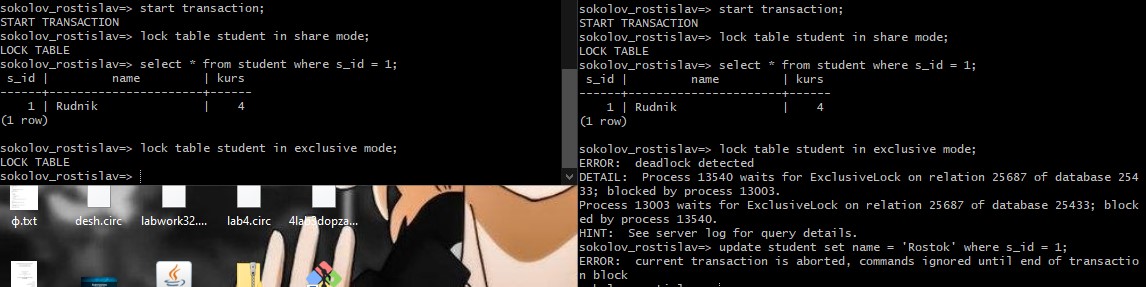 sokolov_rostislav=> start transaction;
START TRANSACTION
sokolov_rostislav=> lock table student in share mode;
LOCK TABLE
sokolov_rostislav=> select * from student where s_id = 1;
s_id | name | kurs
------+-----------------------+------
1 | Rudnik | 4
(1 row)
sokolov_rostislav=> lock table student in exclusive mode;
LOCK TABLE
sokolov_rostislav=>
ф.txt
desh.circ
labwork32....
lab4.circ
sokolov_rostislav=> start transaction;
START TRANSACTION
sokolov_rostislav=> lock table student in share mode;
LOCK TABLE
sokolov_rostislav=> select * from student where s_id = 1;
s_id | name | kurs
------+-----------------------+------
1 | Rudnik | 4
(1 row)
sokolov_rostislav=> lock table student in exclusive mode;
ERROR: deadlock detected
DETAIL: Process 13540 waits for ExclusiveLock on relation 25687 of database 254
33; blocked by process 13003.
Process 13003 waits for ExclusiveLock on relation 25687 of database 25433; block
ed by process 13540.
HINT: See server log for query details.
sokolov_rostislav=> update student set name = 'Rostok' where s_id = 1;
ERROR: current transaction is aborted, commands ignored until end of transactio
n block